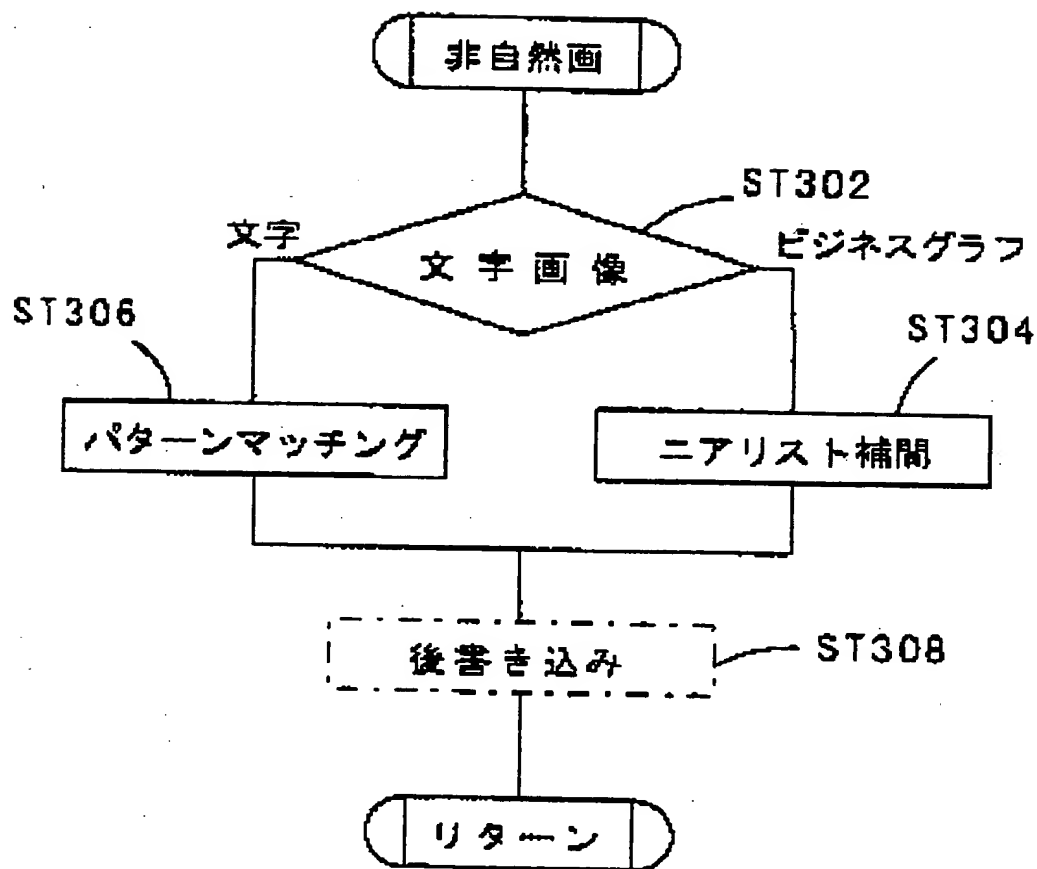 非自然画
ST302
文字
文字画像
ビジネスグラフ
ST306
ST304
パターンマッチング
ニアリスト補間
後書き込み
ST308
リターン